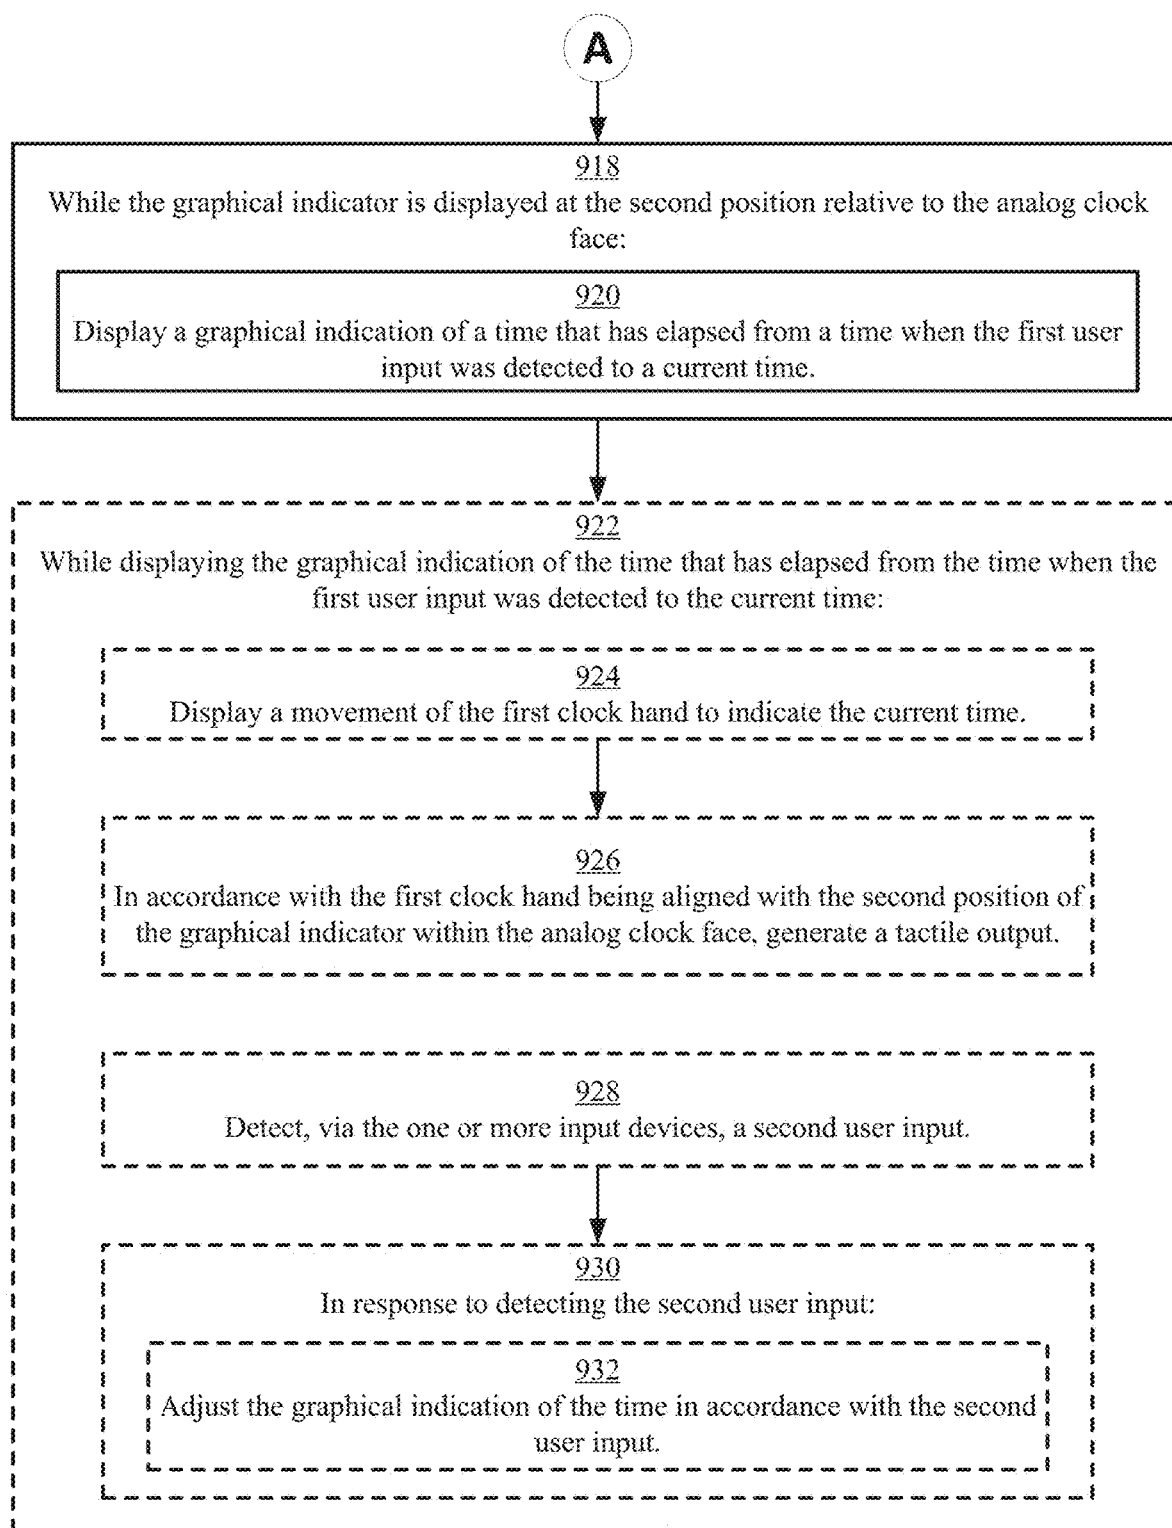 A
918
While the graphical indicator is displayed at the second position relative to the analog clock
face:
920
Display a graphical indication of a time that has elapsed from a time when the first user
input was detected to a current time.
922
While displaying the graphical indication of the time that has elapsed from the time when the
first user input was detected to the current time:
924
Display a movement of the first clock hand to indicate the current time.
926
In accordance with the first clock hand being aligned with the second position of
the graphical indicator within the analog clock face, generate a tactile output.
928
Detect, via the one or more input devices, a second user input.
930
In response to detecting the second user input:
932
Adjust the graphical indication of the time in accordance with the second
user input.